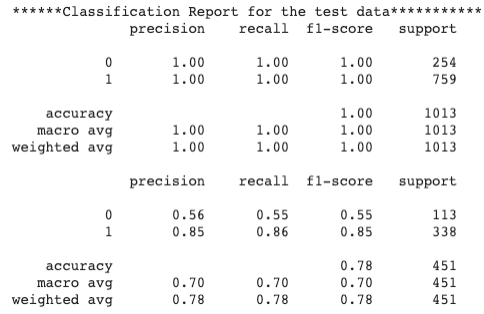 ******Classification Report for the test data***********
precision recall f1-score support
0 1.00 1.00 1.00 254
1 1.00 1.00 1.00 759
accuracy 1.00 1013
macro avg 1.00 1.00 1.00 1013
weighted avg 1.00 1.00 1.00 1013
precision recall f1-score support
0 0.56 0.55 0.55 113
1 0.85 0.86 0.85 338
accuracy 0.78 451
macro avg 0.70 0.70 0.70 451
weighted avg 0.78 0.78 0.78 451